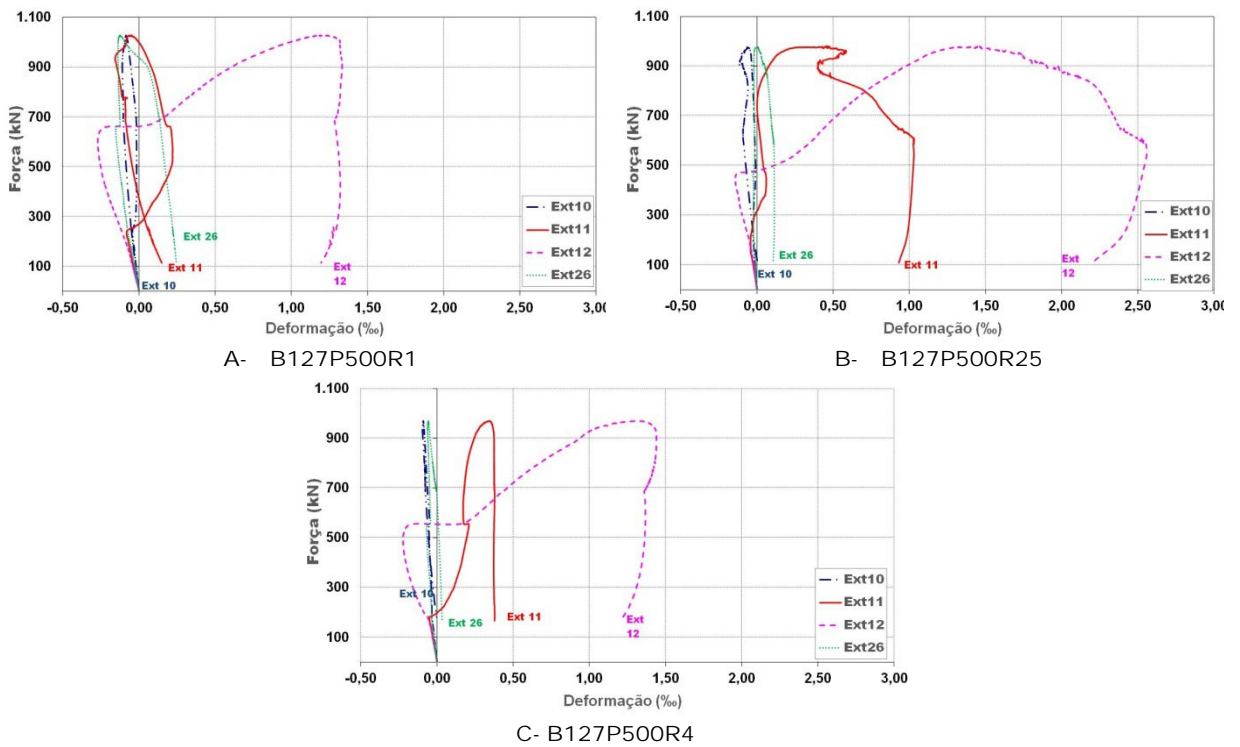 1.100
900
700
500
300
100
Força (kN)
-0,50
0,00
0,50
1,00
1,50
2,00
2,50
3,00
Deformação (‰)
Ext 10
Ext 11
Ext 26
Ext
12
Ext10
Ext11
Ext12
Ext26
A- B127P500R1
1.100
900
700
500
300
100
Força (kN)
-0,50
0,00
0,50
1,00
1,50
2,00
2,50
3,00
Deformação (‰)
Ext 10
Ext 26
Ext 11
Ext
12
Ext10
Ext11
Ext12
Ext26
B- B127P500R25
1.100
900
700
500
300
100
Força (kN)
-0,50
0,00
0,50
1,00
1,50
2,00
2,50
3,00
Deformação (‰)
Ext 10
Ext 26
Ext 11
Ext
12
Ext10
Ext11
Ext12
Ext26
C- B127P500R4